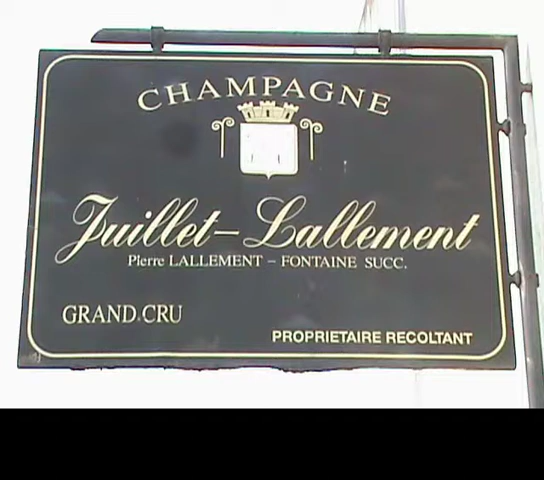 CHAMPAGNE
Juillet-Lallement
Pierre LALLEMENT - FONTAINE SUCC.
GRAND CRU
PROPRIETAIRE RECOLTANT